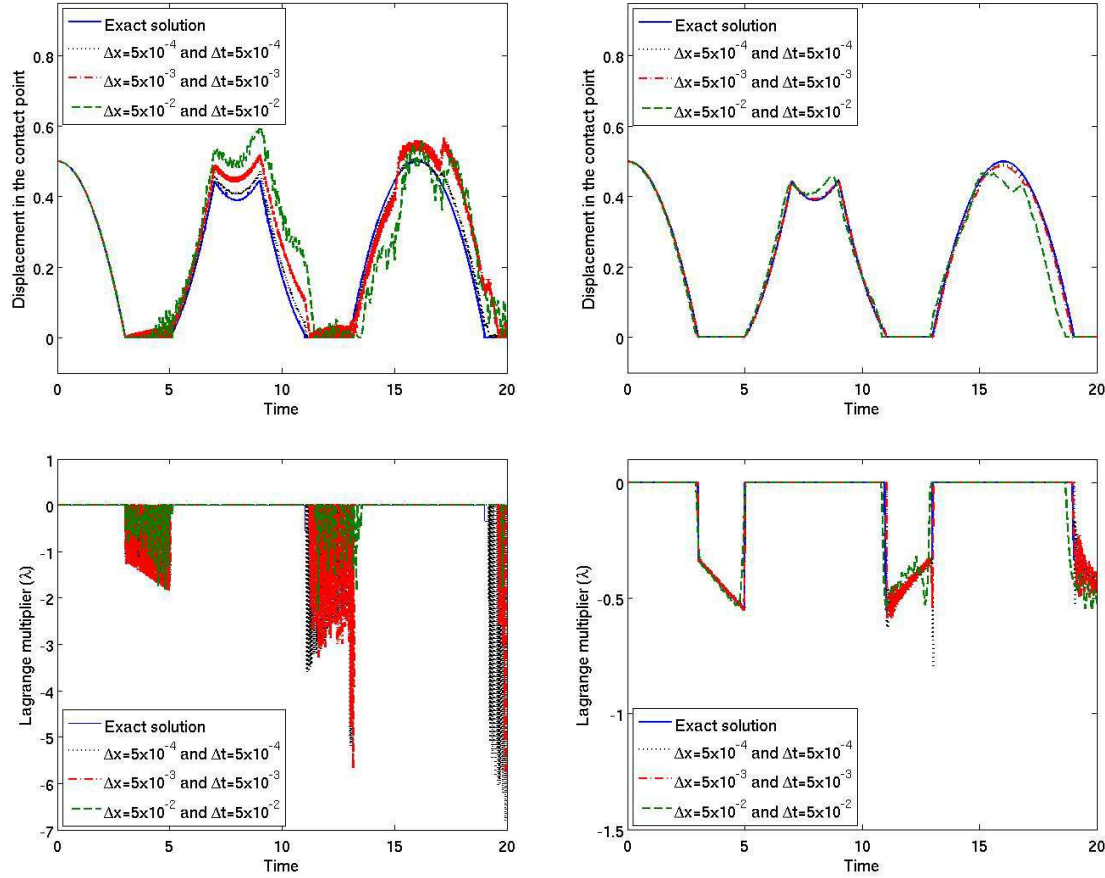 Exact solution
Δx=5x10^-4 and Δt=5x10^-4
Δx=5x10^-3 and Δt=5x10^-3
Δx=5x10^-2 and Δt=5x10^-2
Displacement in the contact point
0.8
0.6
0.4
0.2
0
0
5
10
15
20
Time
Exact solution
Δx=5x10^-4 and Δt=5x10^-4
Δx=5x10^-3 and Δt=5x10^-3
Δx=5x10^-2 and Δt=5x10^-2
Displacement in the contact point
0.8
0.6
0.4
0.2
0
0
5
10
15
20
Time
Lagrange multiplier (λ)
1
0
-1
-2
-3
-4
-5
-6
-7
Exact solution
Δx=5x10^-4 and Δt=5x10^-4
Δx=5x10^-3 and Δt=5x10^-3
Δx=5x10^-2 and Δt=5x10^-2
0
5
10
15
20
Time
Lagrange multiplier (λ)
0
-0.5
-1
-1.5
Exact solution
Δx=5x10^-4 and Δt=5x10^-4
Δx=5x10^-3 and Δt=5x10^-3
Δx=5x10^-2 and Δt=5x10^-2
0
5
10
15
20
Time